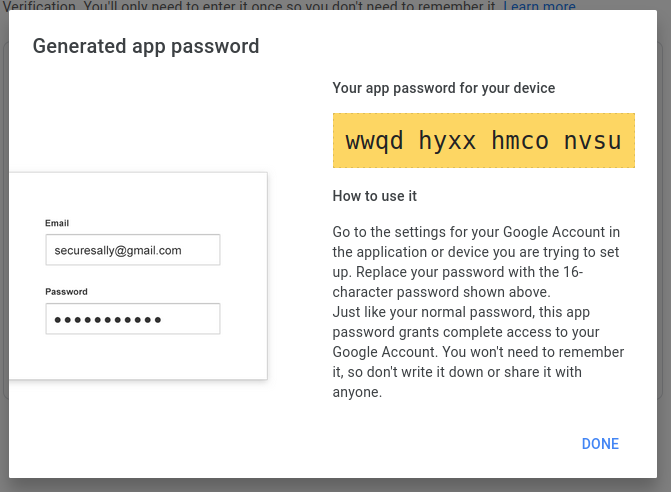 Verification. You'll only need to enter it once so you don't need to remember it. Learn more
Generated app password
Your app password for your device
wwqd hyxx hmco nvsu
How to use it
Go to the settings for your Google Account in
the application or device you are trying to set
up. Replace your password with the 16-
character password shown above.
Just like your normal password, this app
password grants complete access to your
Google Account. You won't need to remember
it, so don't write it down or share it with
anyone.
Email
securesally@gmail.com
Password
●●●●●●●●●●●
DONE